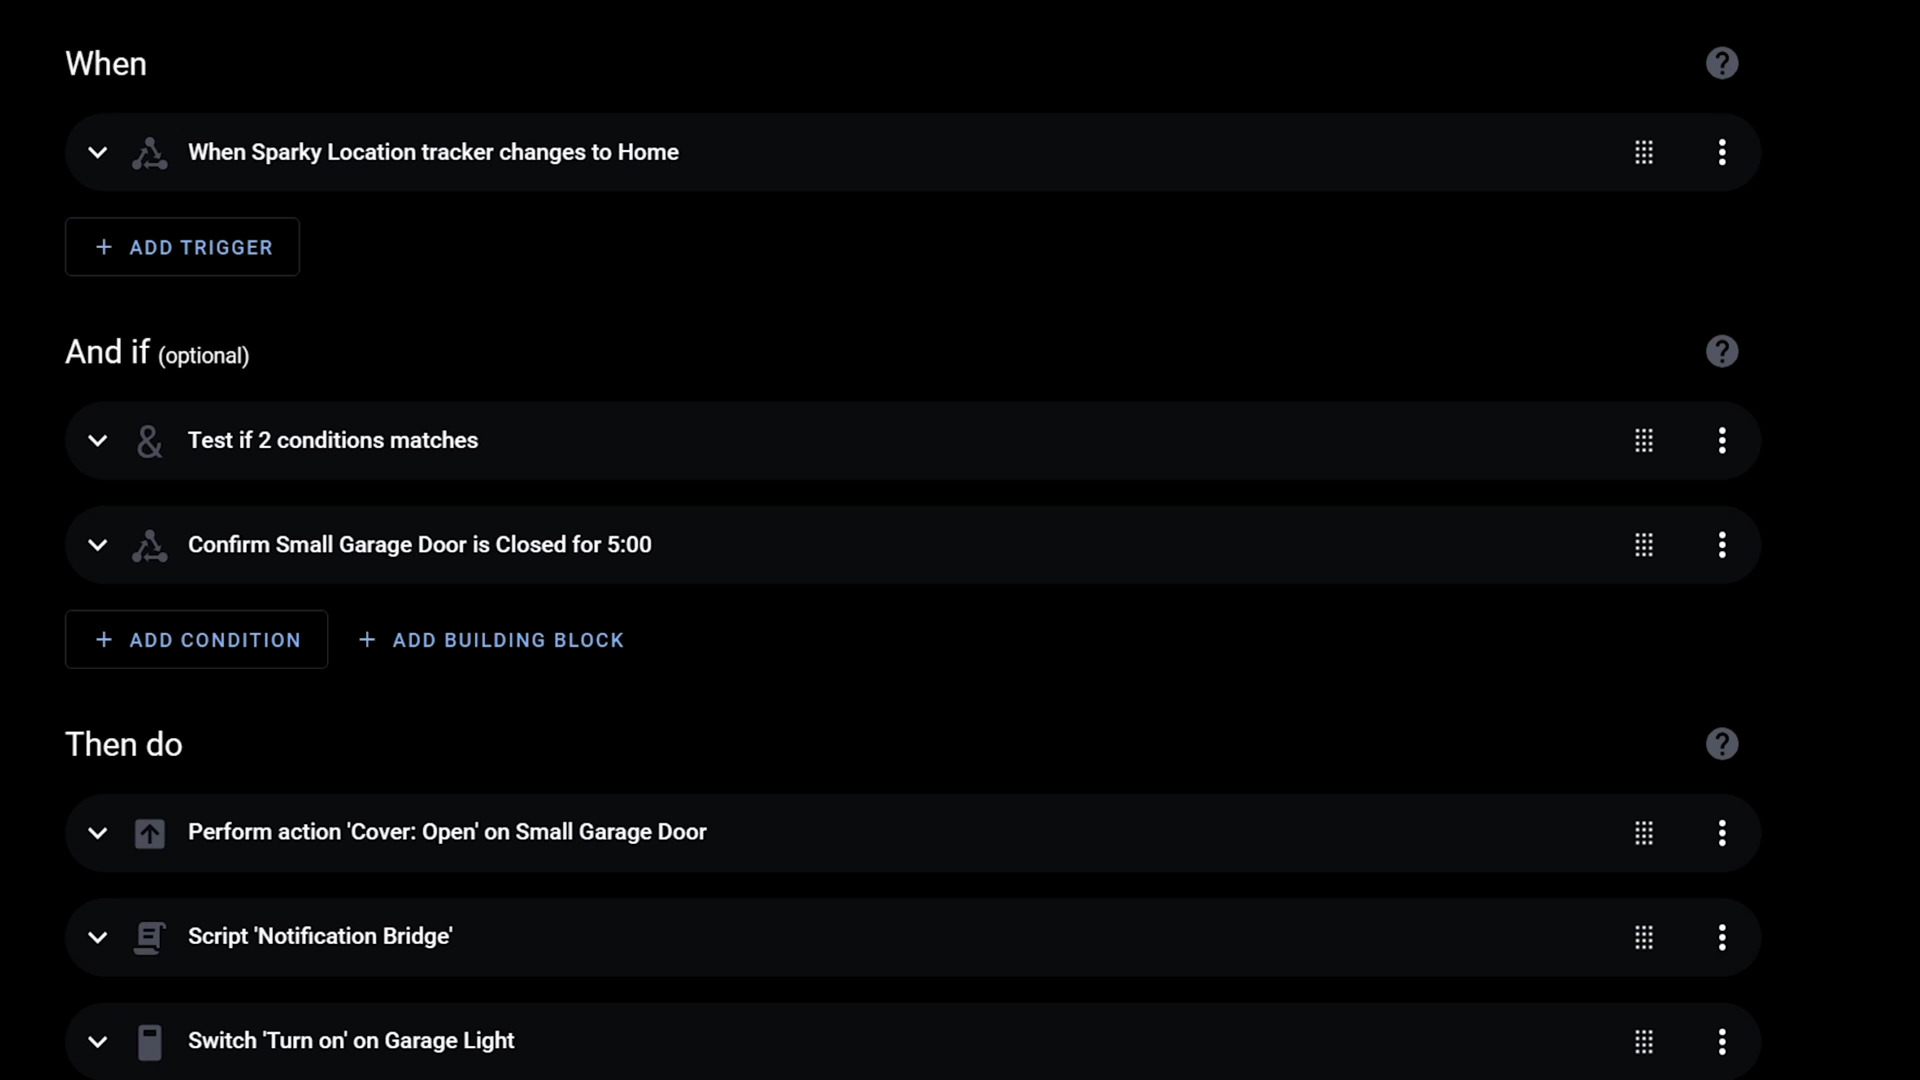 When
When Sparky Location tracker changes to Home
+ ADD TRIGGER
And if (optional)
& Test if 2 conditions matches
Confirm Small Garage Door is Closed for 5:00
+ ADD CONDITION + ADD BUILDING BLOCK
Then do
Perform action 'Cover: Open' on Small Garage Door
Script 'Notification Bridge'
Switch 'Turn on' on Garage Light